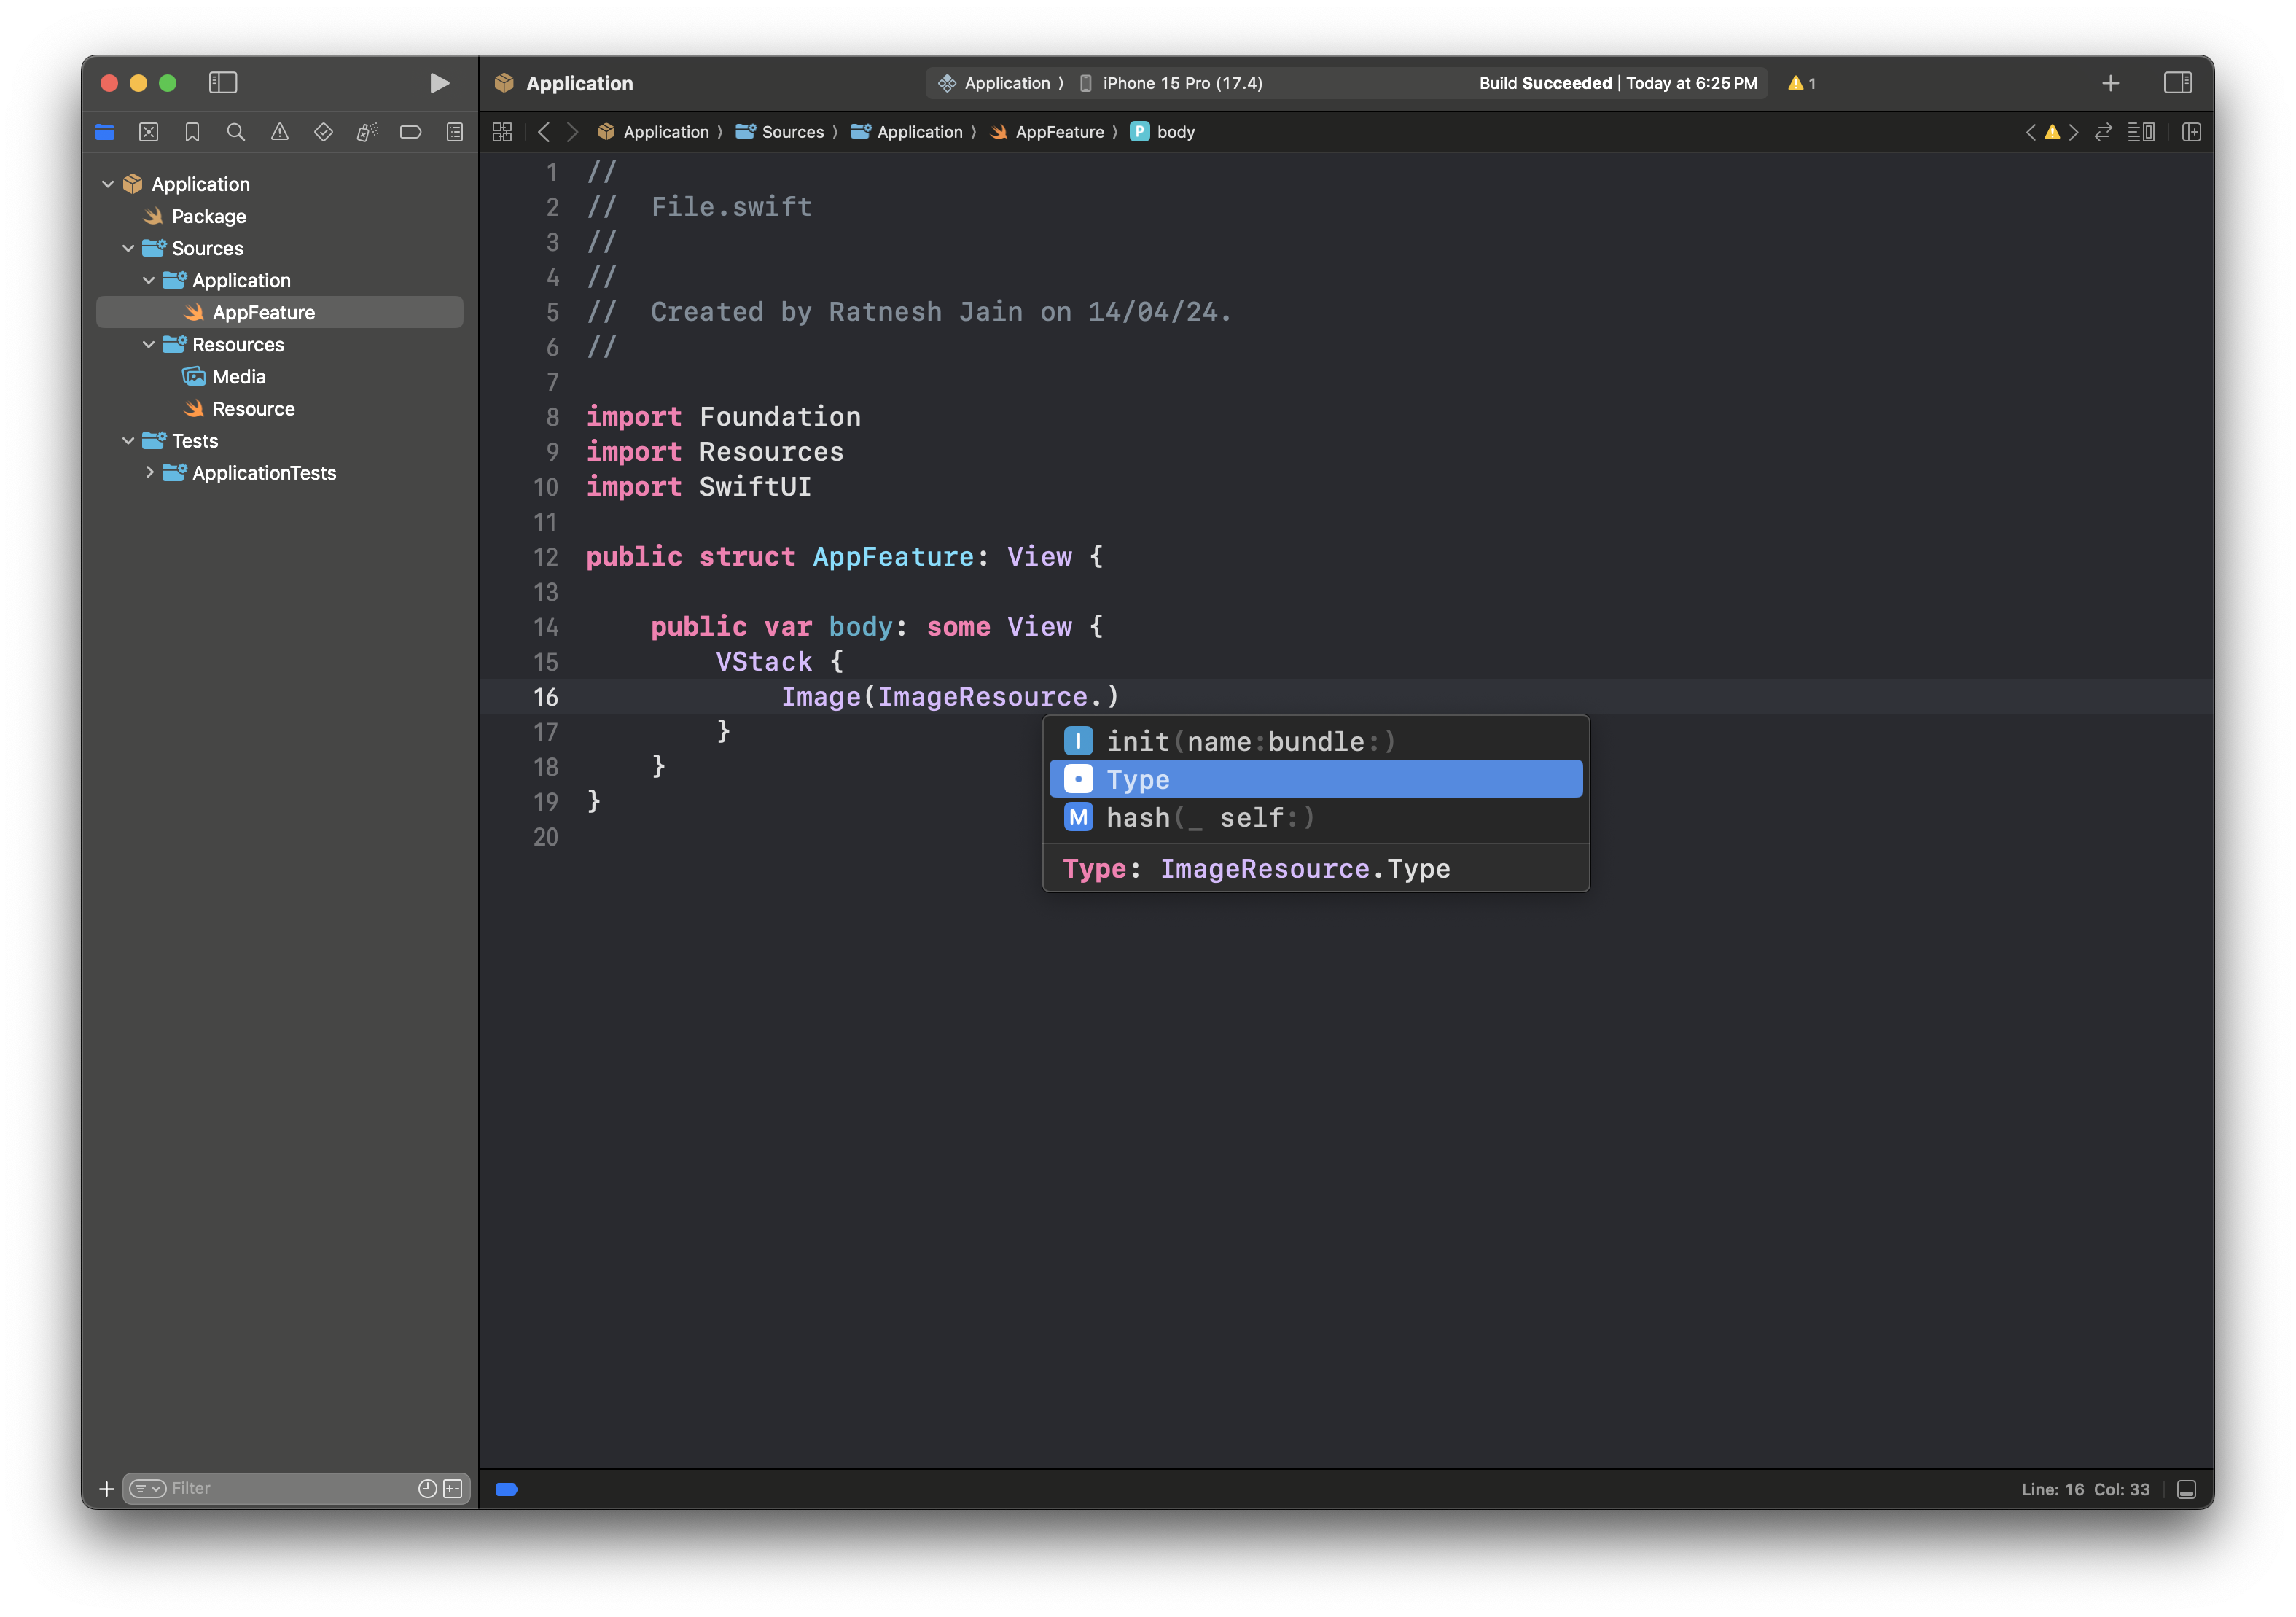 Application
Application 〉 iPhone 15 Pro (17.4)
Build Succeeded | Today at 6:25 PM
1
Application 〉 Sources 〉 Application 〉 AppFeature 〉 P body
Application
Package
Sources
Application
AppFeature
Resources
Media
Resource
Tests
ApplicationTests
Filter
1 //
2 //  File.swift
3 //
4 //
5 //  Created by Ratnesh Jain on 14/04/24.
6 //
7
8 import Foundation
9 import Resources
10 import SwiftUI
11
12 public struct AppFeature: View {
13
14     public var body: some View {
15         VStack {
16             Image(ImageResource.)
17         }
18     }
19 }
20
I init(name:bundle:)
Type
M hash(_ self:)
Type: ImageResource.Type
Line: 16 Col: 33